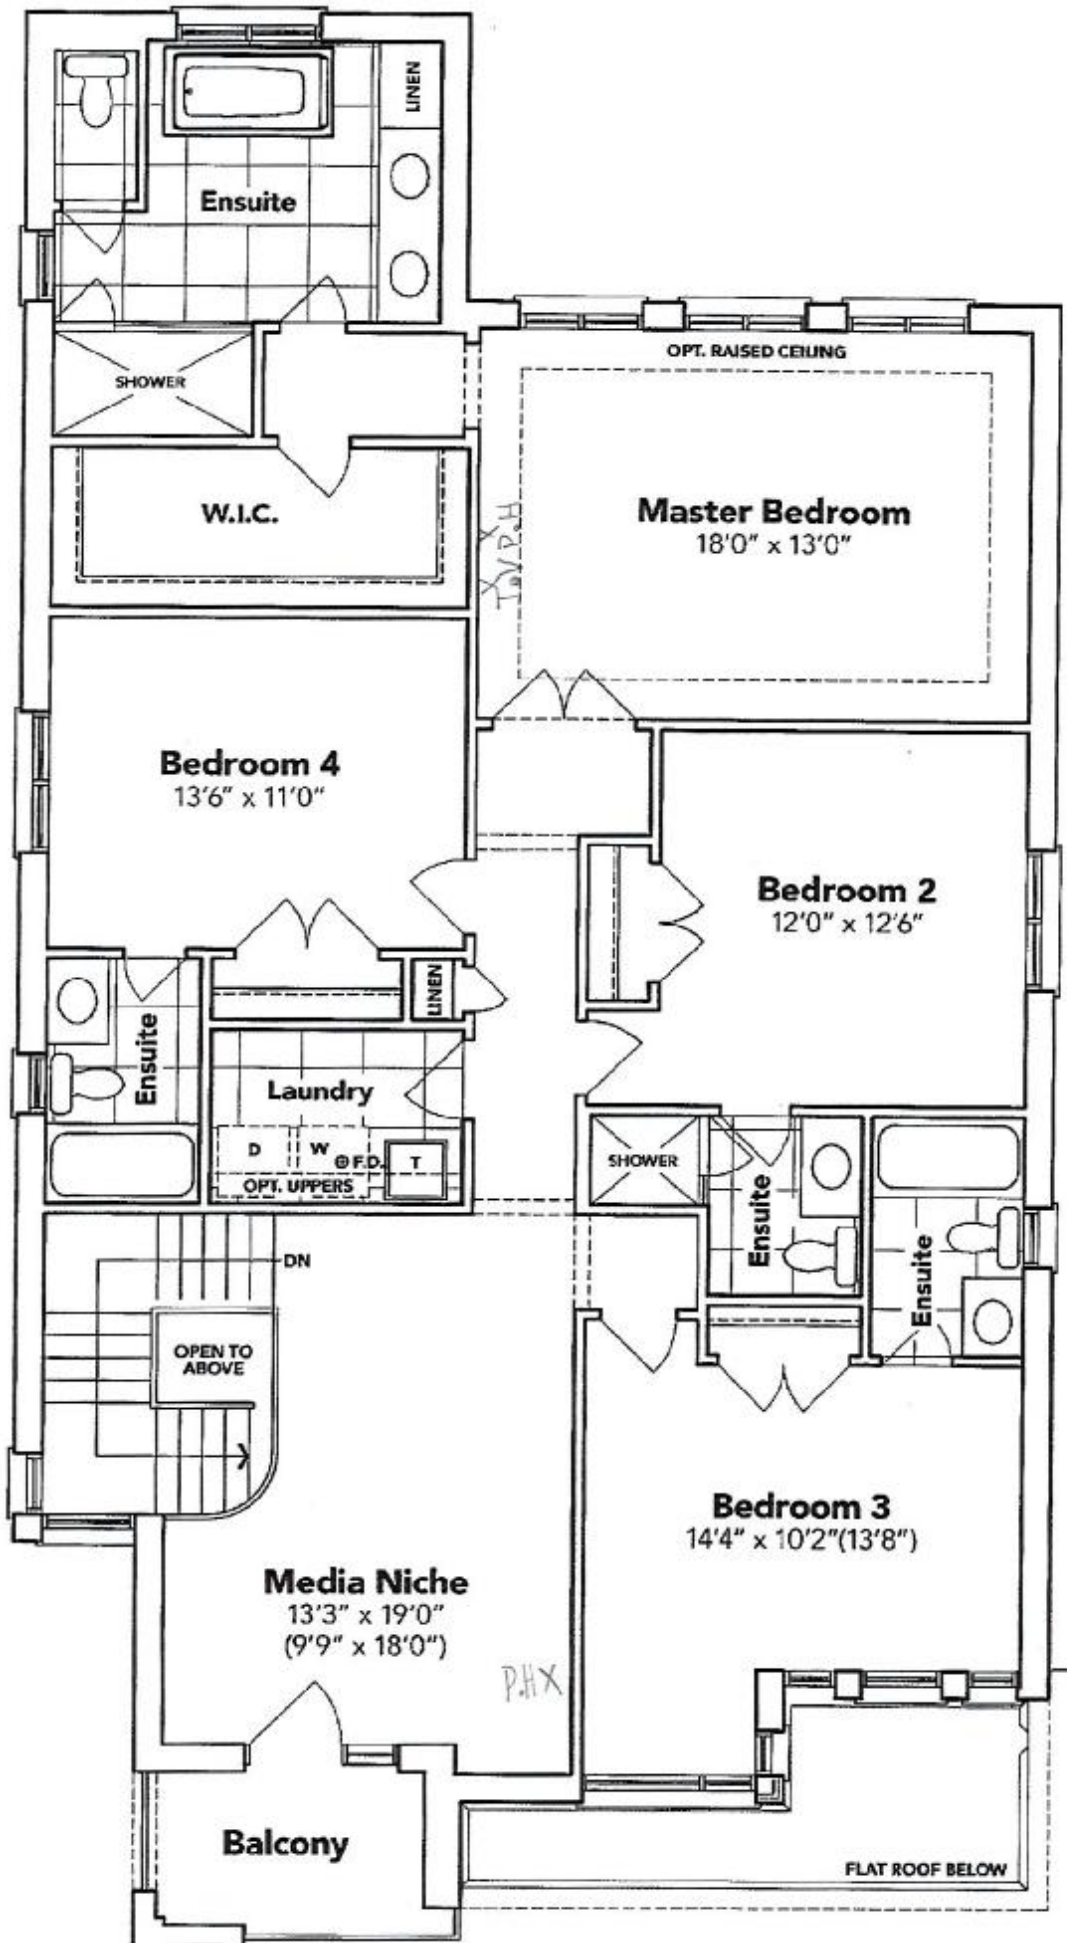 LINEN
Ensuite
OPT. RAISED CEILING
SHOWER
W.I.C.
Master Bedroom
18'0" x 13'0"
T.V P.H
Bedroom 4
13'6" x 11'0"
Bedroom 2
12'0" x 12'6"
LINEN
Ensuite
Laundry
D
W
F.D.
T
OPT. UPPERS
SHOWER
Ensuite
Ensuite
DN
OPEN TO
ABOVE
Bedroom 3
14'4" x 10'2"(13'8")
Media Niche
13'3" x 19'0"
(9'9" x 18'0")
P.H X
Balcony
FLAT ROOF BELOW